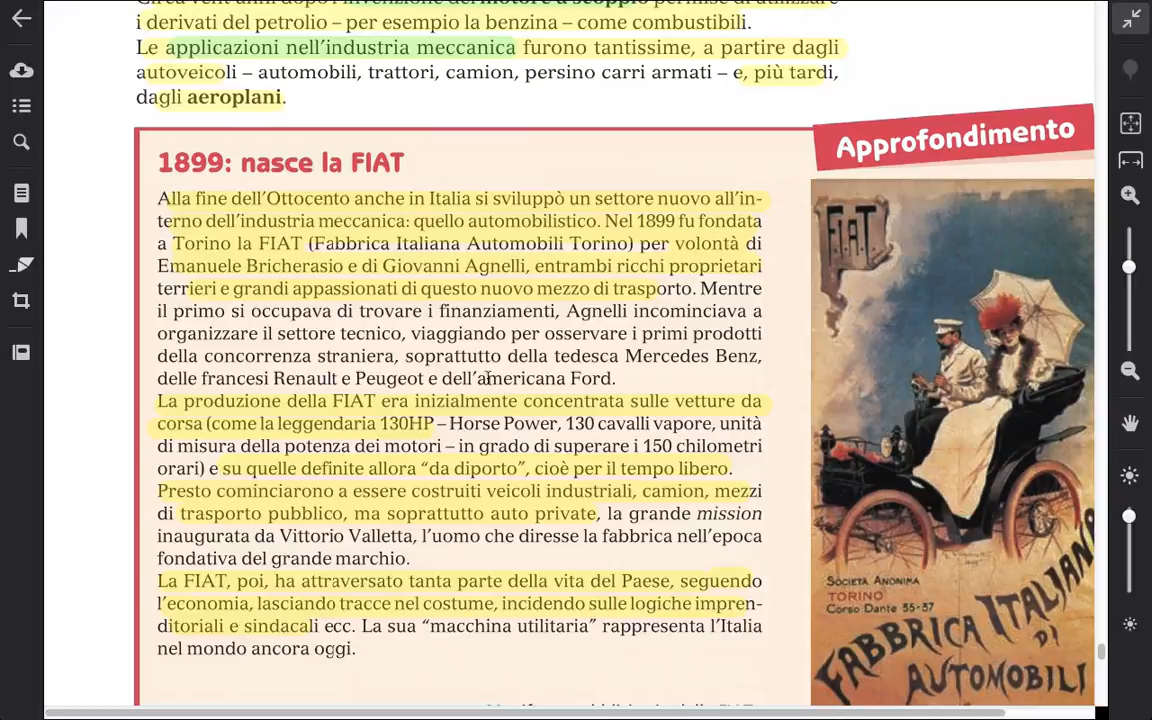 i derivati del petrolio – per esempio la benzina – come combustibili.
Le applicazioni nell'industria meccanica furono tantissime, a partire dagli
autoveicoli – automobili, trattori, camion, persino carri armati – e, più tardi,
dagli aeroplani.
Approfondimento
1899: nasce la FIAT
Alla fine dell'Ottocento anche in Italia si sviluppò un settore nuovo all'in-
terno dell'industria meccanica: quello automobilistico. Nel 1899 fu fondata
a Torino la FIAT (Fabbrica Italiana Automobili Torino) per volontà di
Emanuele Bricherasio e di Giovanni Agnelli, entrambi ricchi proprietari
terrieri e grandi appassionati di questo nuovo mezzo di trasporto. Mentre
il primo si occupava di trovare i finanziamenti, Agnelli incominciava a
organizzare il settore tecnico, viaggiando per osservare i primi prodotti
della concorrenza straniera, soprattutto della tedesca Mercedes Benz,
delle francesi Renault e Peugeot e dell'americana Ford.
La produzione della FIAT era inizialmente concentrata sulle vetture da
corsa (come la leggendaria 130HP – Horse Power, 130 cavalli vapore, unità
di misura della potenza dei motori – in grado di superare i 150 chilometri
orari) e su quelle definite allora "da diporto", cioè per il tempo libero.
Presto cominciarono a essere costruiti veicoli industriali, camion, mezzi
di trasporto pubblico, ma soprattutto auto private, la grande mission
inaugurata da Vittorio Valletta, l'uomo che diresse la fabbrica nell'epoca
fondativa del grande marchio.
La FIAT, poi, ha attraversato tanta parte della vita del Paese, seguendo
l'economia, lasciando tracce nel costume, incidendo sulle logiche impren-
ditoriali e sindacali ecc. La sua "macchina utilitaria" rappresenta l'Italia
nel mondo ancora oggi.
F.I.A.T.
SOCIETÀ ANONIMA
TORINO
Corso Dante 35-37
FABBRICA ITALIANA
DI
AUTOMOBILI